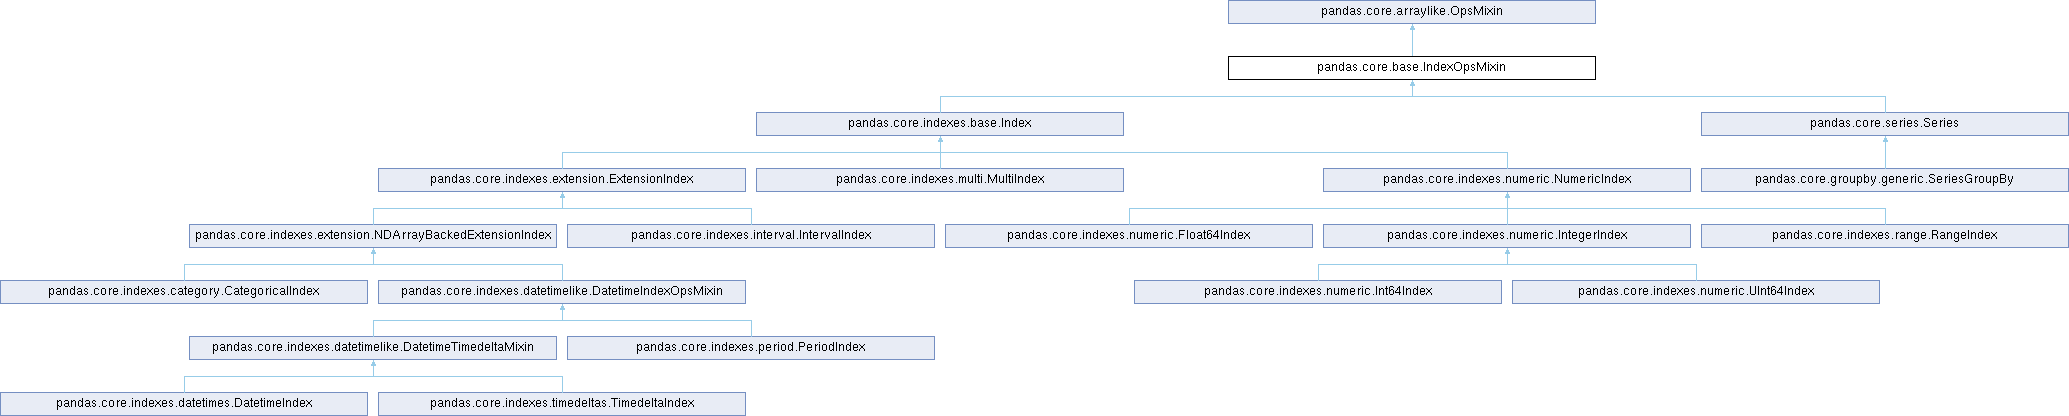 pandas.core.arraylike.OpsMixin
pandas.core.base.IndexOpsMixin
pandas.core.indexes.base.Index
pandas.core.series.Series
pandas.core.indexes.extension.ExtensionIndex
pandas.core.indexes.multi.MultiIndex
pandas.core.indexes.numeric.NumericIndex
pandas.core.groupby.generic.SeriesGroupBy
pandas.core.indexes.extension.NDArrayBackedExtensionIndex
pandas.core.indexes.interval.IntervalIndex
pandas.core.indexes.numeric.Float64Index
pandas.core.indexes.numeric.IntegerIndex
pandas.core.indexes.range.RangeIndex
pandas.core.indexes.category.CategoricalIndex
pandas.core.indexes.datetimelike.DatetimeIndexOpsMixin
pandas.core.indexes.numeric.Int64Index
pandas.core.indexes.numeric.UInt64Index
pandas.core.indexes.datetimelike.DatetimeTimedeltaMixin
pandas.core.indexes.period.PeriodIndex
pandas.core.indexes.datetimes.DatetimeIndex
pandas.core.indexes.timedeltas.TimedeltaIndex